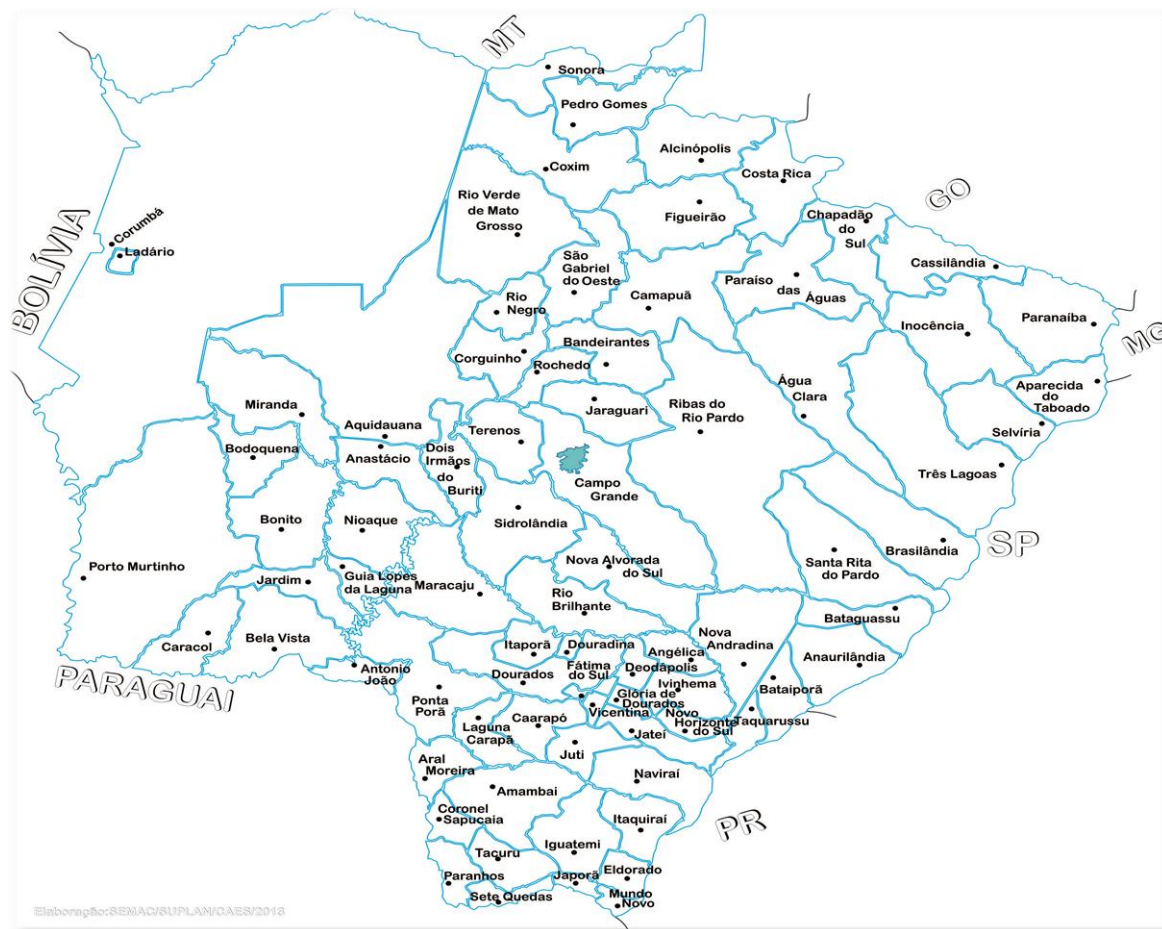 MT
Sonora
Pedro Gomes
Alcinópolis
Coxim
Costa Rica
GO
Rio Verde
de Mato
Grosso
Figueirão
Chapadão
do
Sul
BOLÍVIA
Corumbá
Ladário
São
Gabriel
do Oeste
Cassilândia
Paraíso
das
Águas
Rio
Negro
Camapuã
Inocência
Paranaíba
MG
Bandeirantes
Corguinho
Rochedo
Água
Clara
Aparecida
do
Taboado
Miranda
Jaraguari
Ribas do
Rio Pardo
Aquidauana
Terenos
Selvíria
Bodoquena
Anastácio
Dois
Irmãos
do
Buriti
Três Lagoas
Campo
Grande
Bonito
Nioaque
Sidrolândia
Brasilândia
SP
Porto Murtinho
Nova Alvorada
do Sul
Santa Rita
do Pardo
Jardim
Guia Lopes
da Laguna
Maracaju
Rio
Brilhante
Bataguassu
Caracol
Bela Vista
Itaporã
Douradina
Angélica
Nova
Andradina
Anaurilândia
PARAGUAI
Antonio
João
Dourados
Fátima
do Sul
Deodápolis
Ivinhema
Bataiporã
Ponta
Porã
Glória de
Dourados
Vicentina
Novo
Horizonte
do Sul
Taquarussu
Laguna
Carapã
Caarapó
Jateí
Juti
Aral
Moreira
Naviraí
Amambai
Coronel
Sapucaia
Itaquiraí
PR
Iguatemi
Tacuru
Eldorado
Paranhos
Japorã
Sete Quedas
Mundo
Novo
Elaboração:SEMAC/SUPLAN/CAES/2013